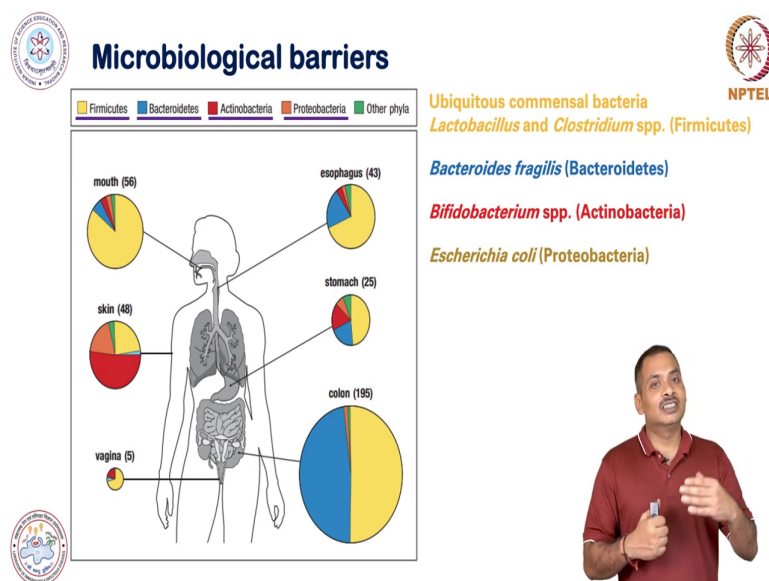 Microbiological barriers
NPTEL
Firmicutes Bacteroidetes Actinobacteria Proteobacteria Other phyla
mouth (56)
esophagus (43)
skin (48)
stomach (25)
colon (195)
vagina (5)
Ubiquitous commensal bacteria
Lactobacillus and Clostridium spp. (Firmicutes)
Bacteroides fragilis (Bacteroidetes)
Bifidobacterium spp. (Actinobacteria)
Escherichia coli (Proteobacteria)